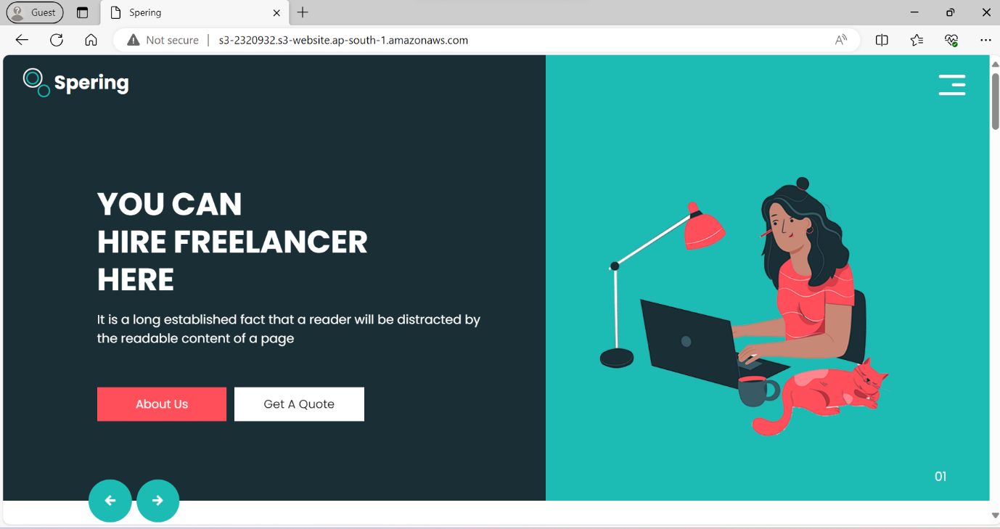 Guest
Spering
Not secure
s3-2320932.s3-website.ap-south-1.amazonaws.com
Spering
YOU CAN
HIRE FREELANCER
HERE
It is a long established fact that a reader will be distracted by
the readable content of a page
About Us
Get A Quote
01